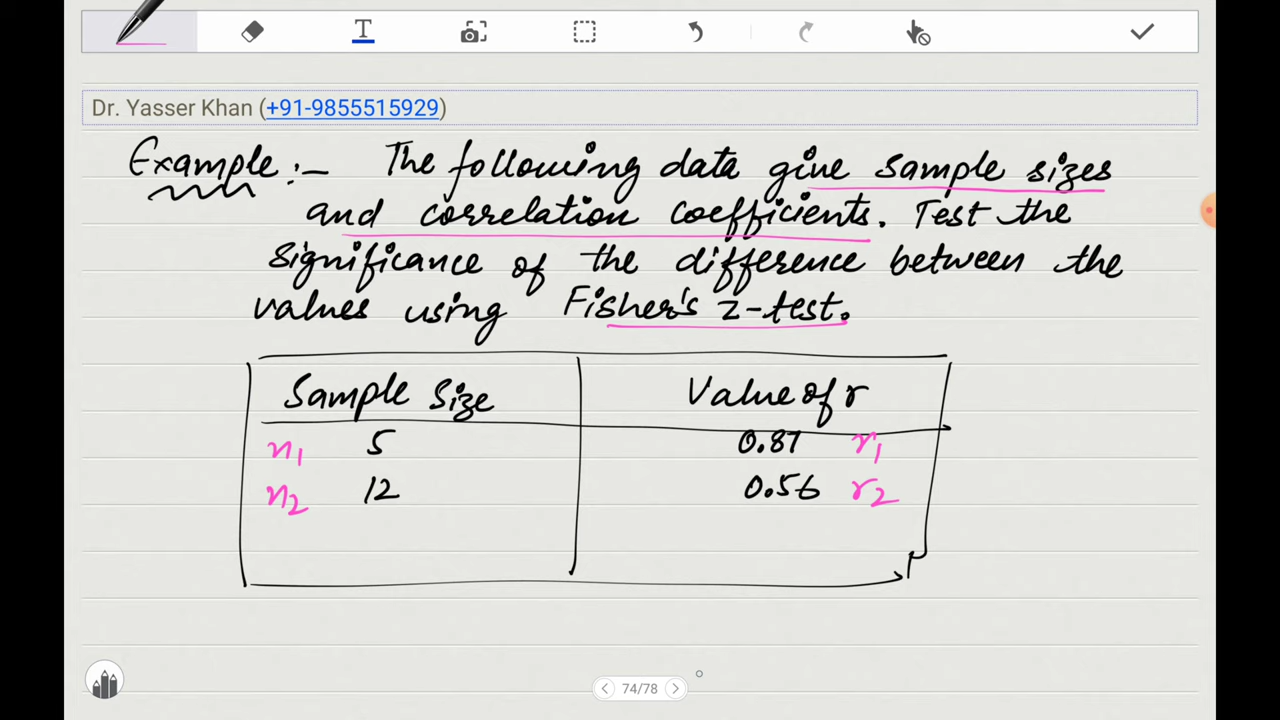 T
Dr. Yasser Khan (+91-9855515929)
Example :- The following data give sample sizes
and correlation coefficients. Test the
significance of the difference between the
values using Fisher's z-test.
Sample Size Value of r
n1 5 0.87 r1
n2 12 0.56 r2
74/78